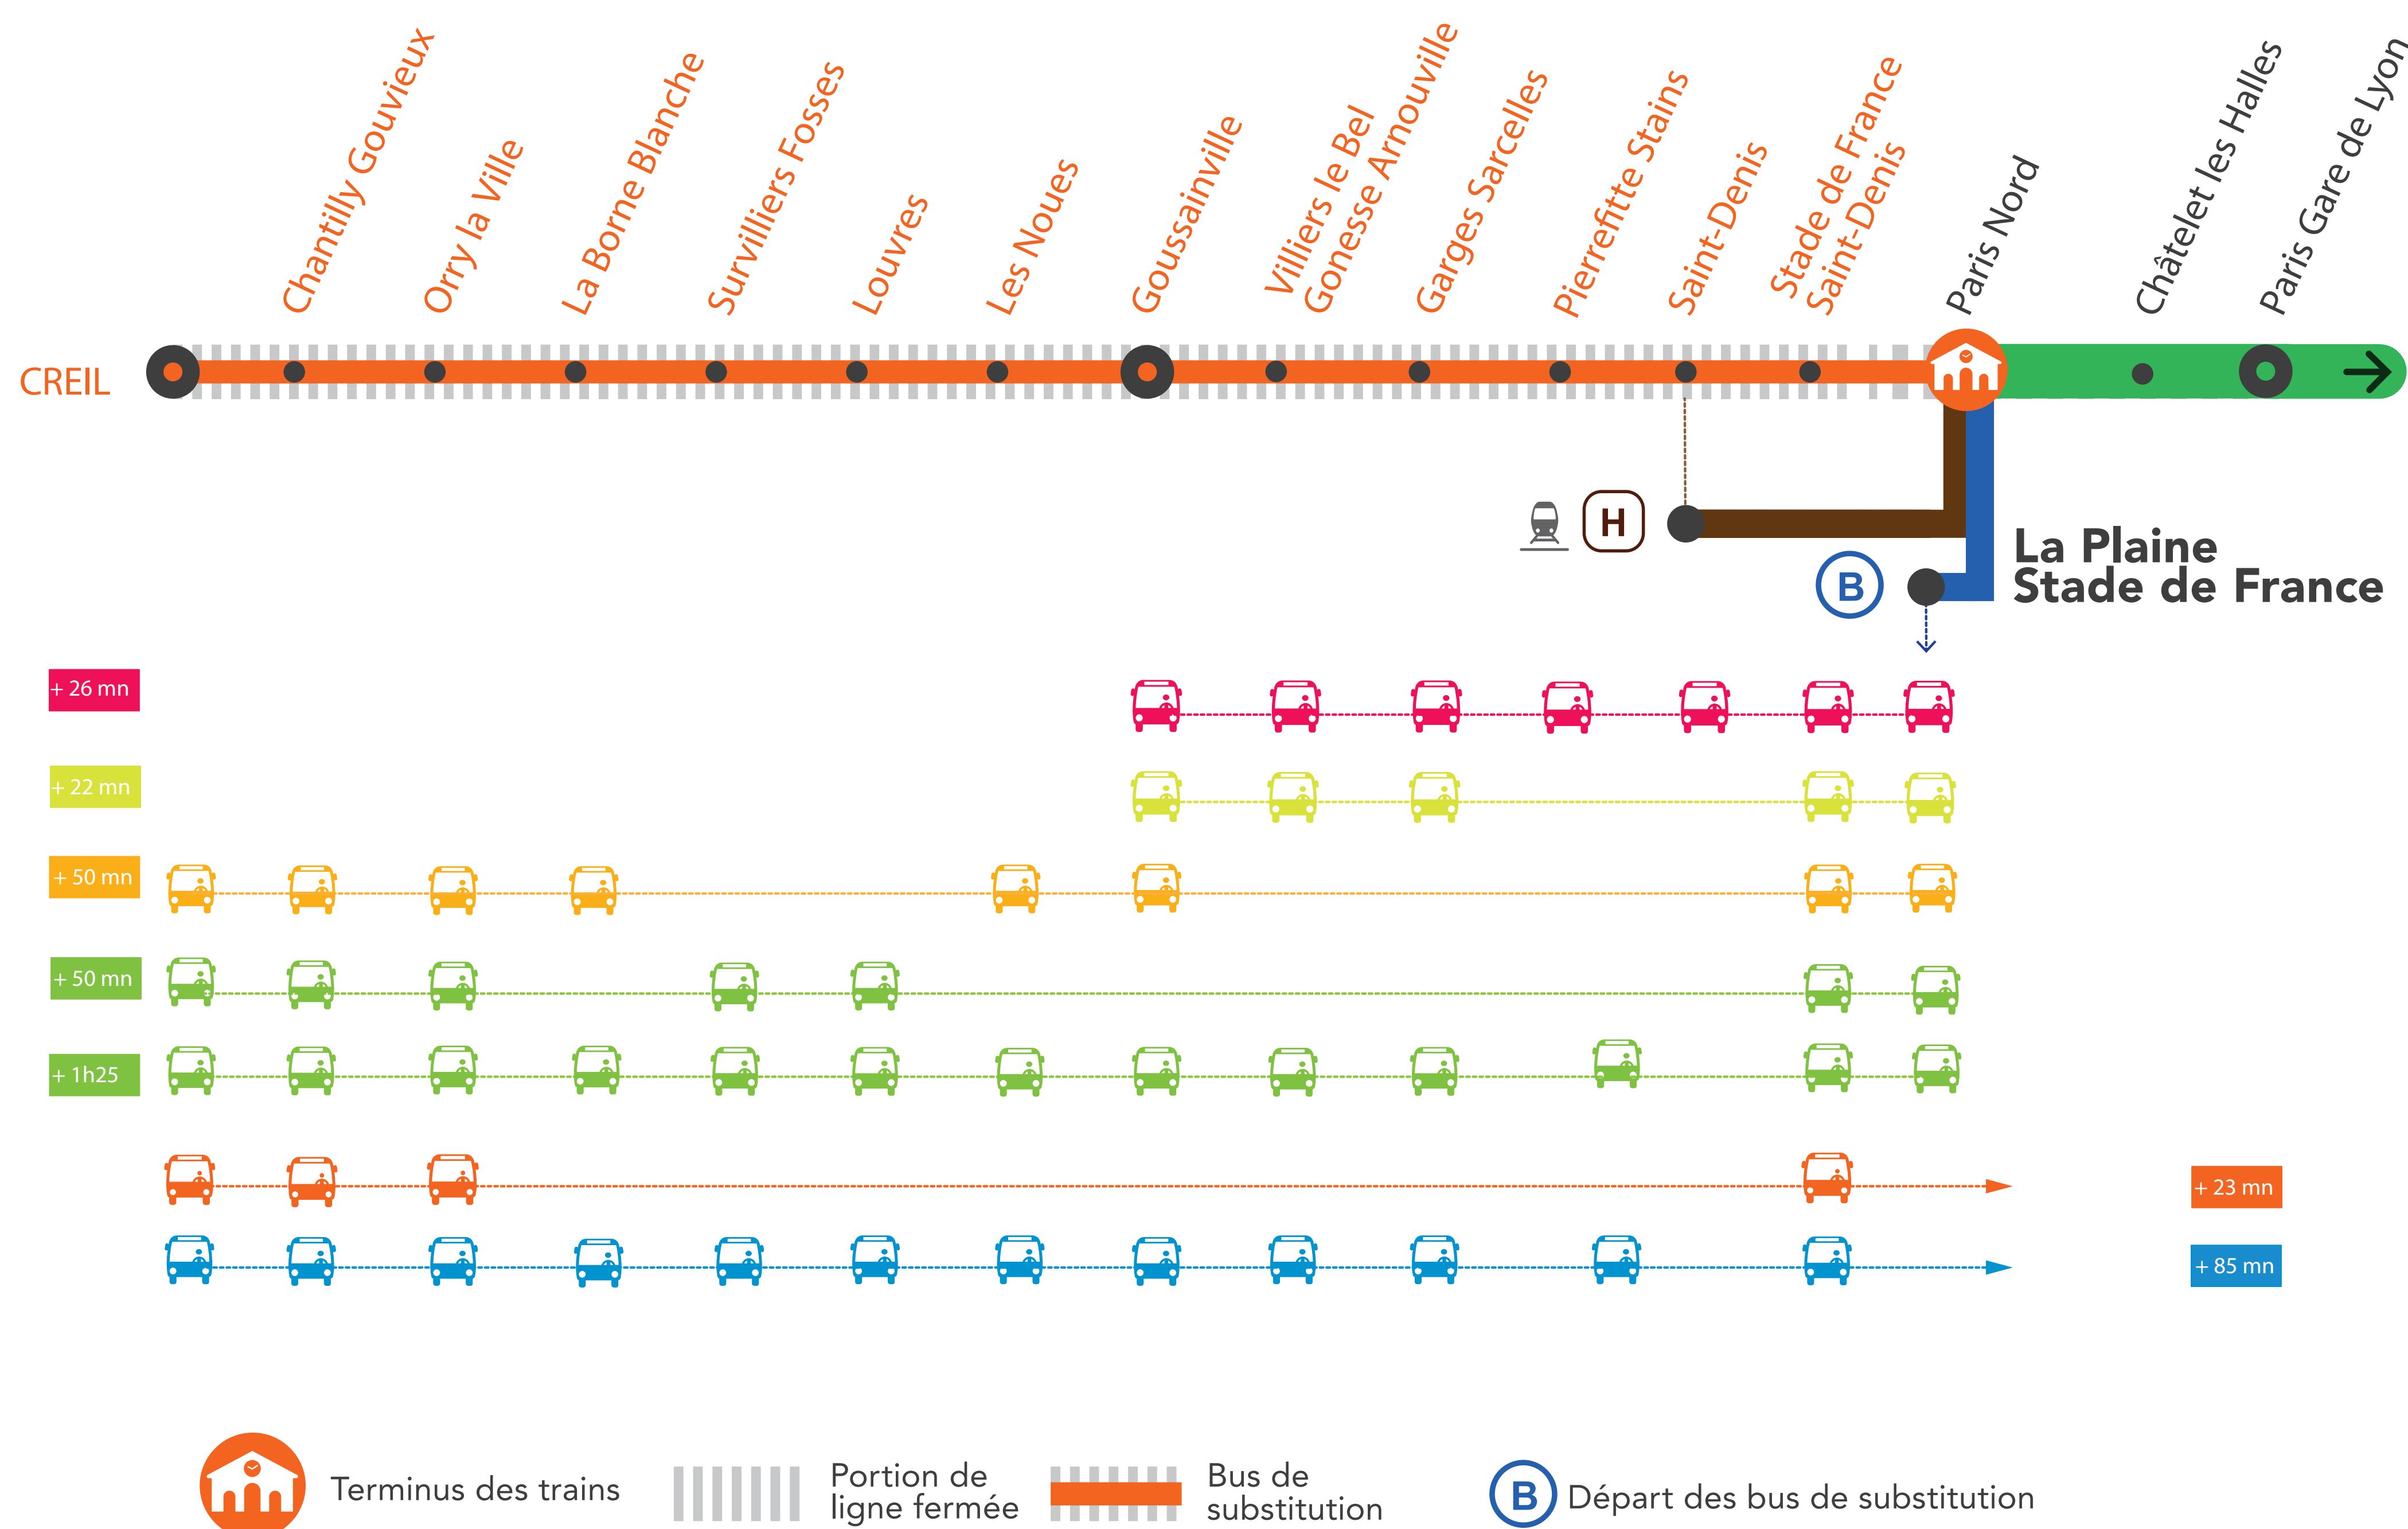 CREIL
Chantilly Gouvieux
Orry la Ville
La Borne Blanche
Survilliers Fosses
Louvres
Les Noues
Goussainville
Villiers le Bel
Gonesse Arnouville
Garges Sarcelles
Pierrefitte Stains
Saint-Denis
Stade de France
Saint-Denis
Paris Nord
Châtelet les Halles
Paris Gare de Lyon
H
B
La Plaine
Stade de France
+ 26 mn
+ 22 mn
+ 50 mn
+ 50 mn
+ 1h25
+ 23 mn
+ 85 mn
Terminus des trains
Portion de
ligne fermée
Bus de
substitution
B
Départ des bus de substitution